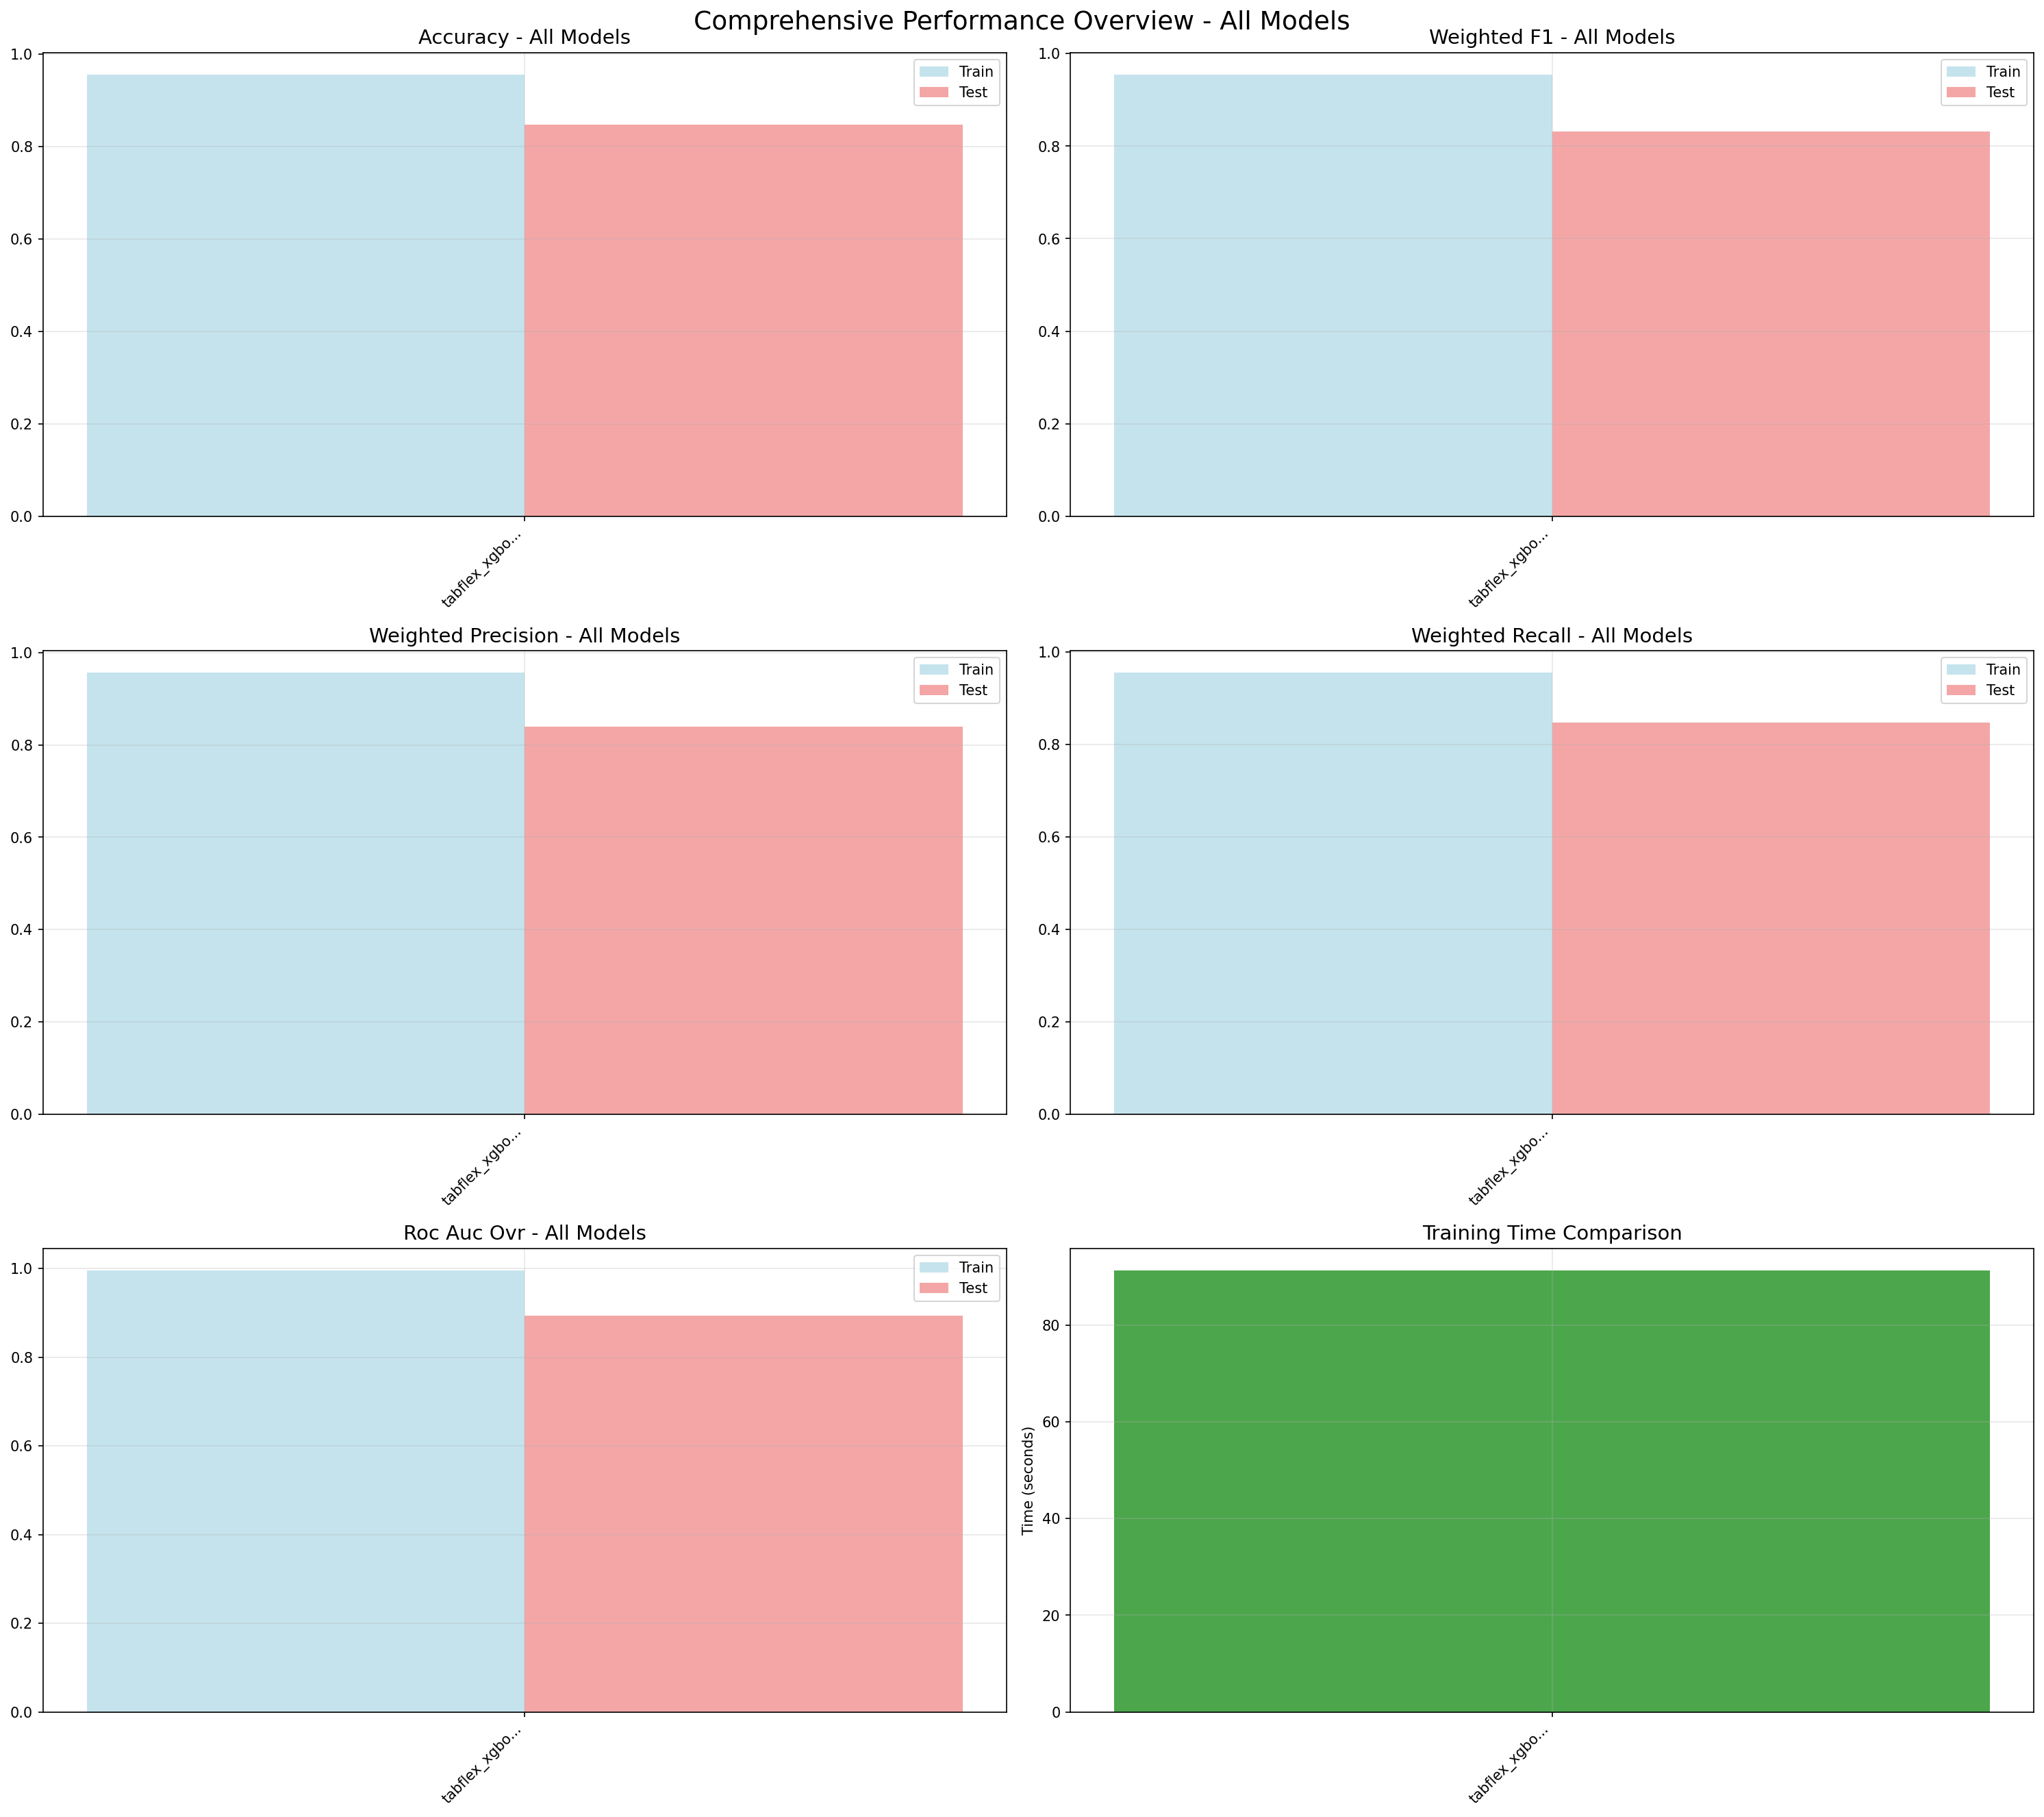 Comprehensive Performance Overview - All Models
Accuracy - All Models
1.0
0.8
0.6
0.4
0.2
0.0
Train
Test
tabflex_xgbo...
Weighted F1 - All Models
1.0
0.8
0.6
0.4
0.2
0.0
Train
Test
tabflex_xgbo...
Weighted Precision - All Models
1.0
0.8
0.6
0.4
0.2
0.0
Train
Test
tabflex_xgbo...
Weighted Recall - All Models
1.0
0.8
0.6
0.4
0.2
0.0
Train
Test
tabflex_xgbo...
Roc Auc Ovr - All Models
1.0
0.8
0.6
0.4
0.2
0.0
Train
Test
tabflex_xgbo...
Training Time Comparison
Time (seconds)
80
60
40
20
0
tabflex_xgbo...